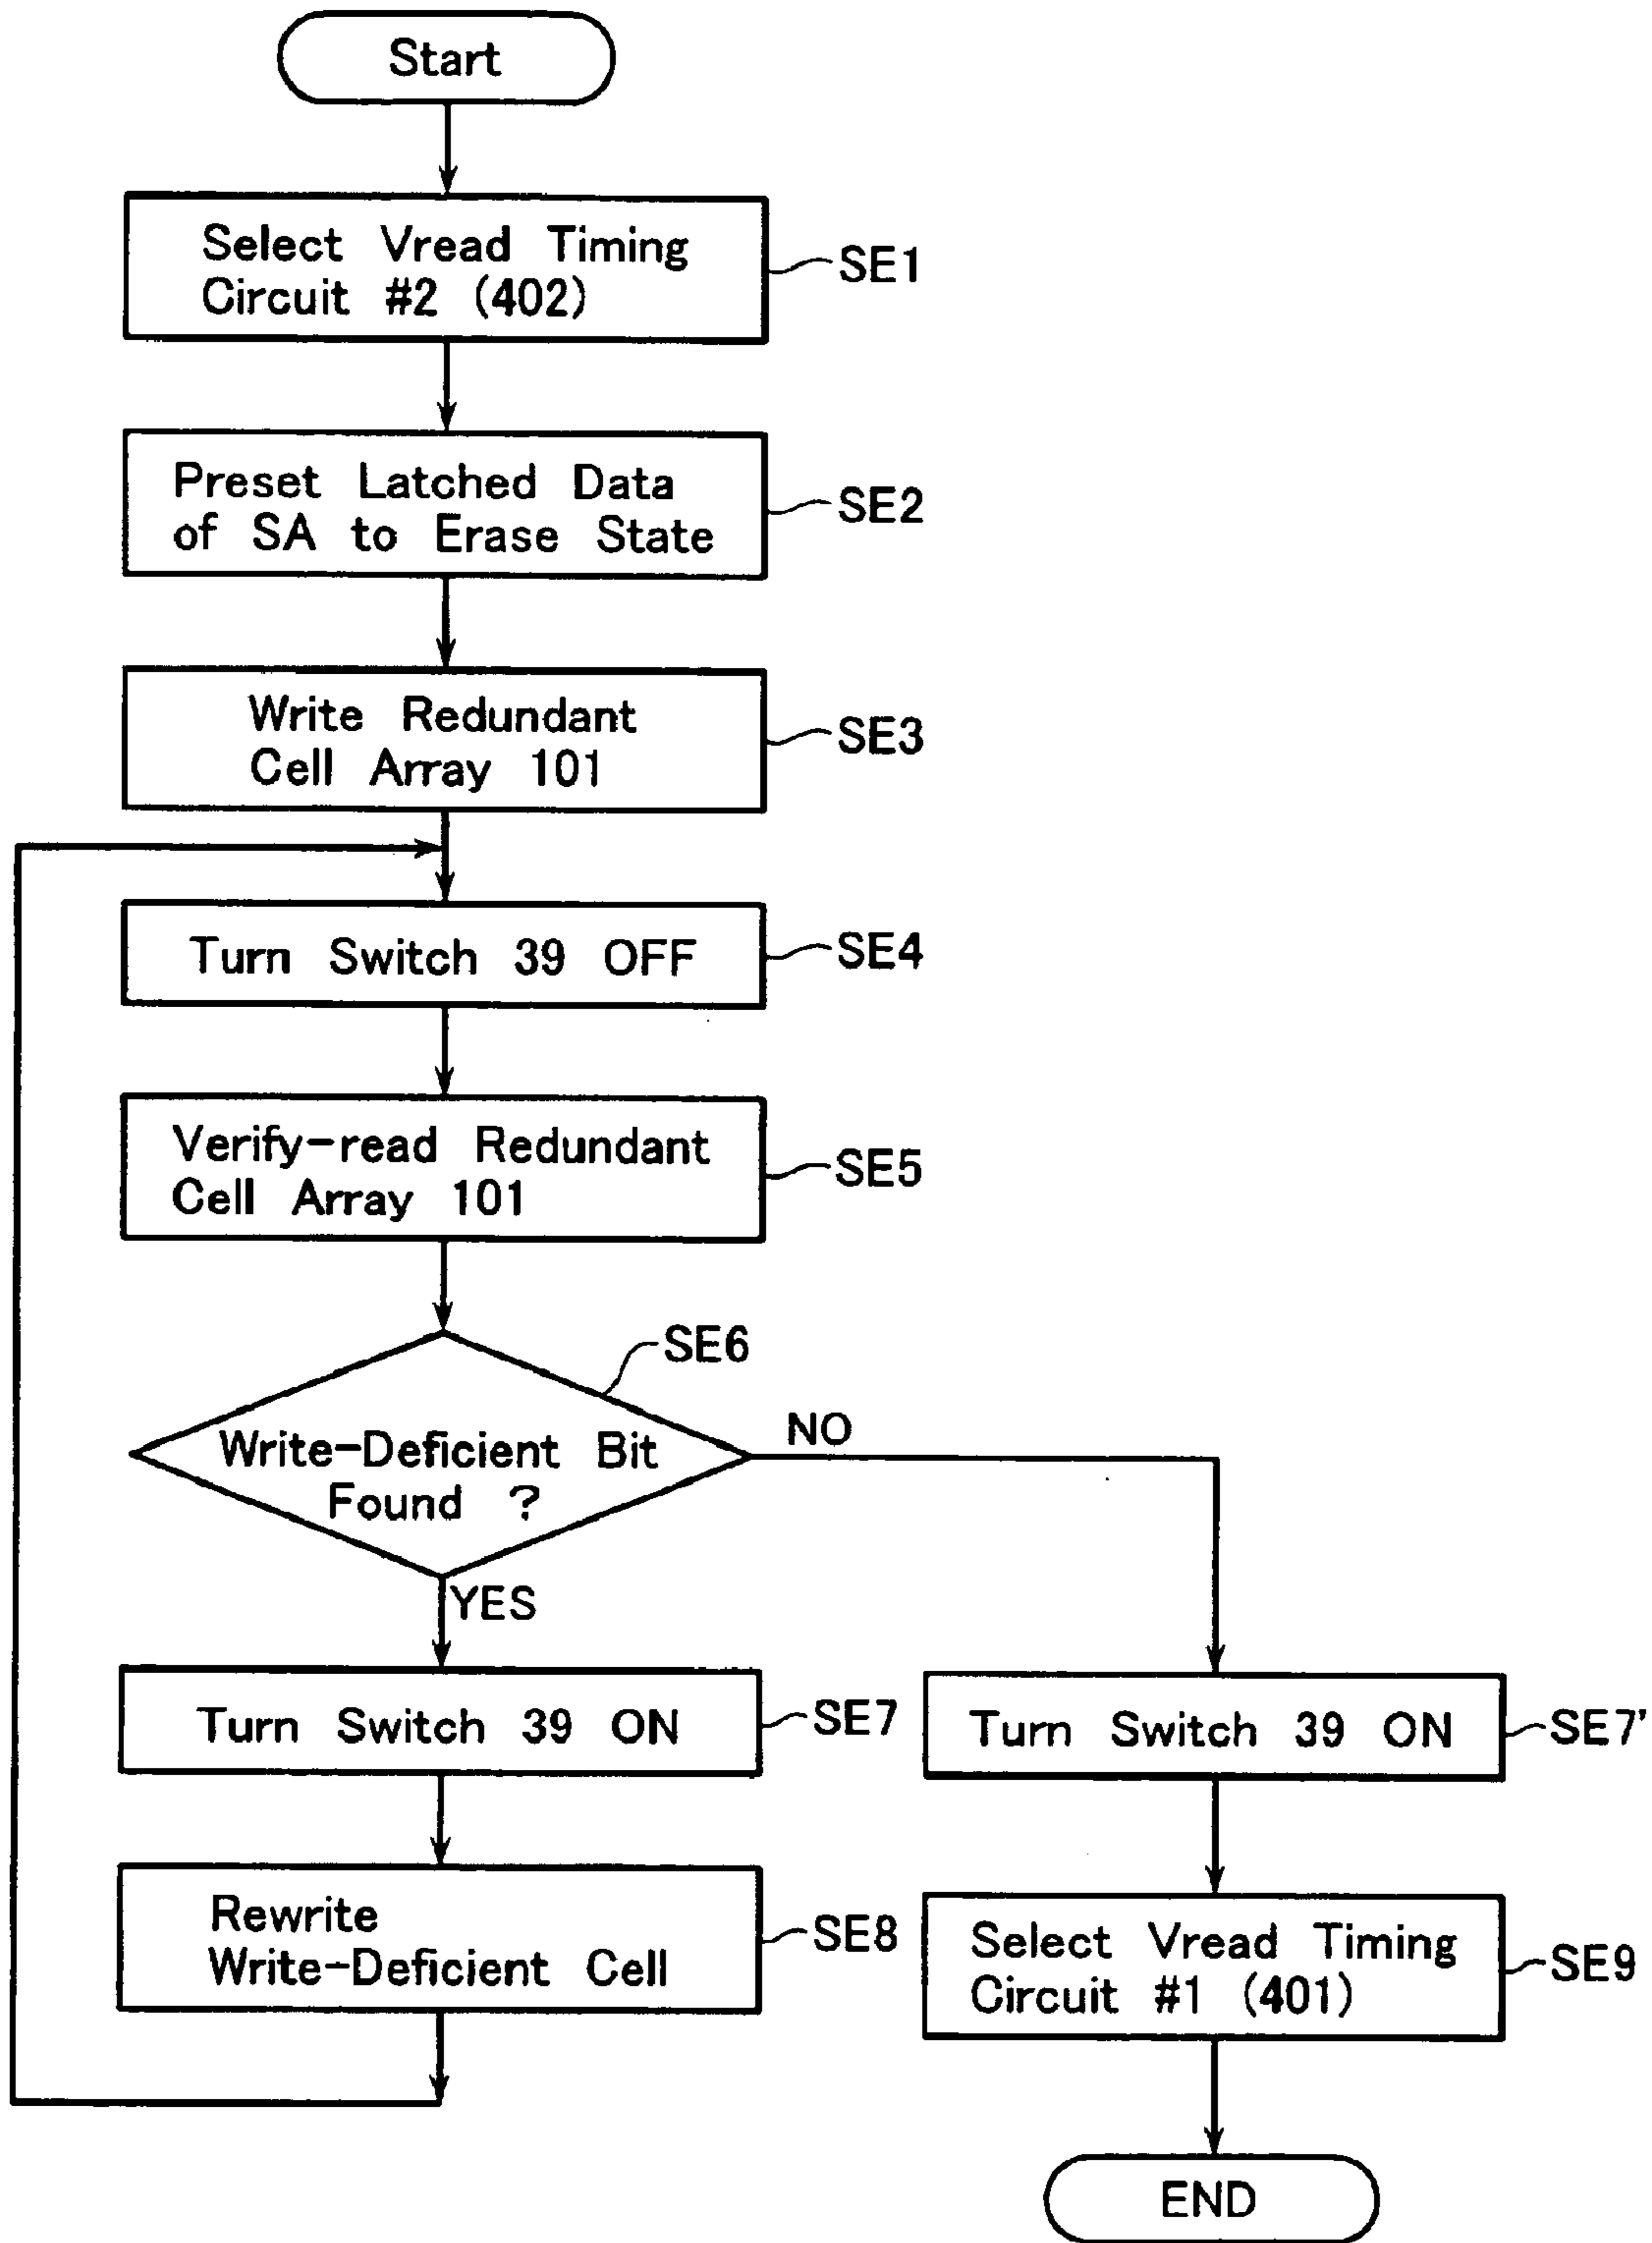 Start
Select Vread Timing
Circuit #2 (402)
SE1
Preset Latched Data
of SA to Erase State
SE2
Write Redundant
Cell Array 101
SE3
Turn Switch 39 OFF
SE4
Verify-read Redundant
Cell Array 101
SE5
SE6
Write-Deficient Bit
Found ?
NO
YES
Turn Switch 39 ON
SE7
Turn Switch 39 ON
SE7'
Rewrite
Write-Deficient Cell
SE8
Select Vread Timing
Circuit #1 (401)
SE9
END